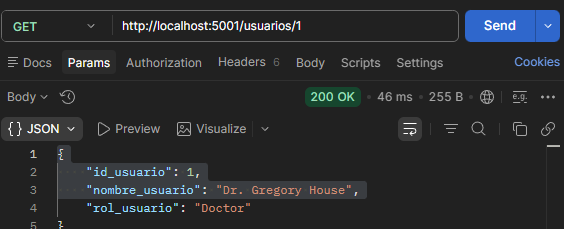 GET http://localhost:5001/usuarios/1 Send
Docs Params Authorization Headers 6 Body Scripts Settings Cookies
Body 200 OK • 46 ms • 255 B e.g.
{} JSON Preview Visualize
1 {
2 "id_usuario": 1,
3 "nombre_usuario": "Dr. Gregory House",
4 "rol_usuario": "Doctor"
5 }